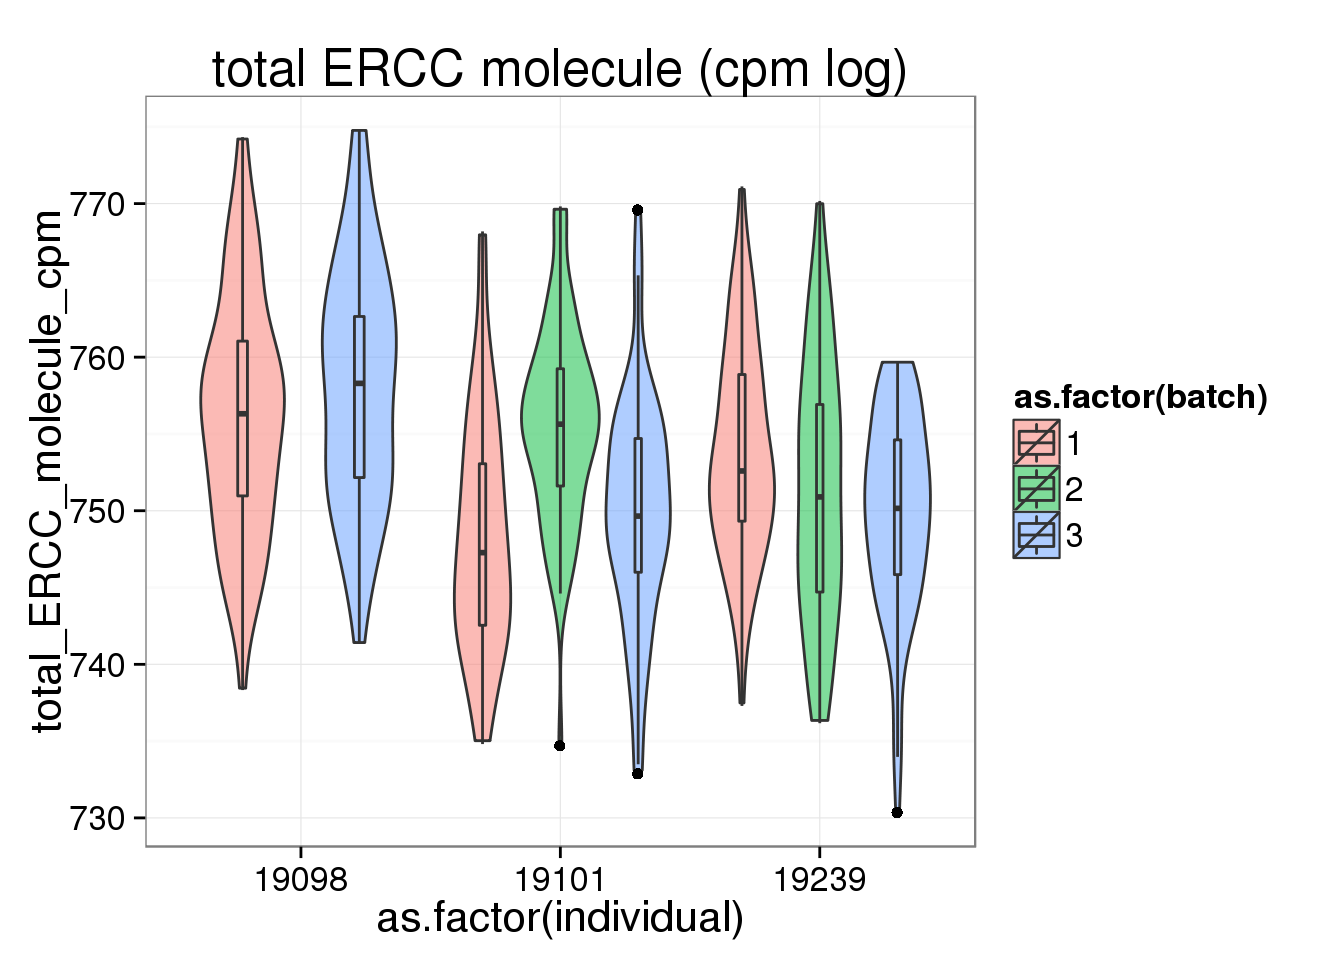 total ERCC molecule (cpm log)
total_ERCC_molecule_cpm
770
760
750
740
730
19098
19101
19239
as.factor(individual)
as.factor(batch)
1
2
3